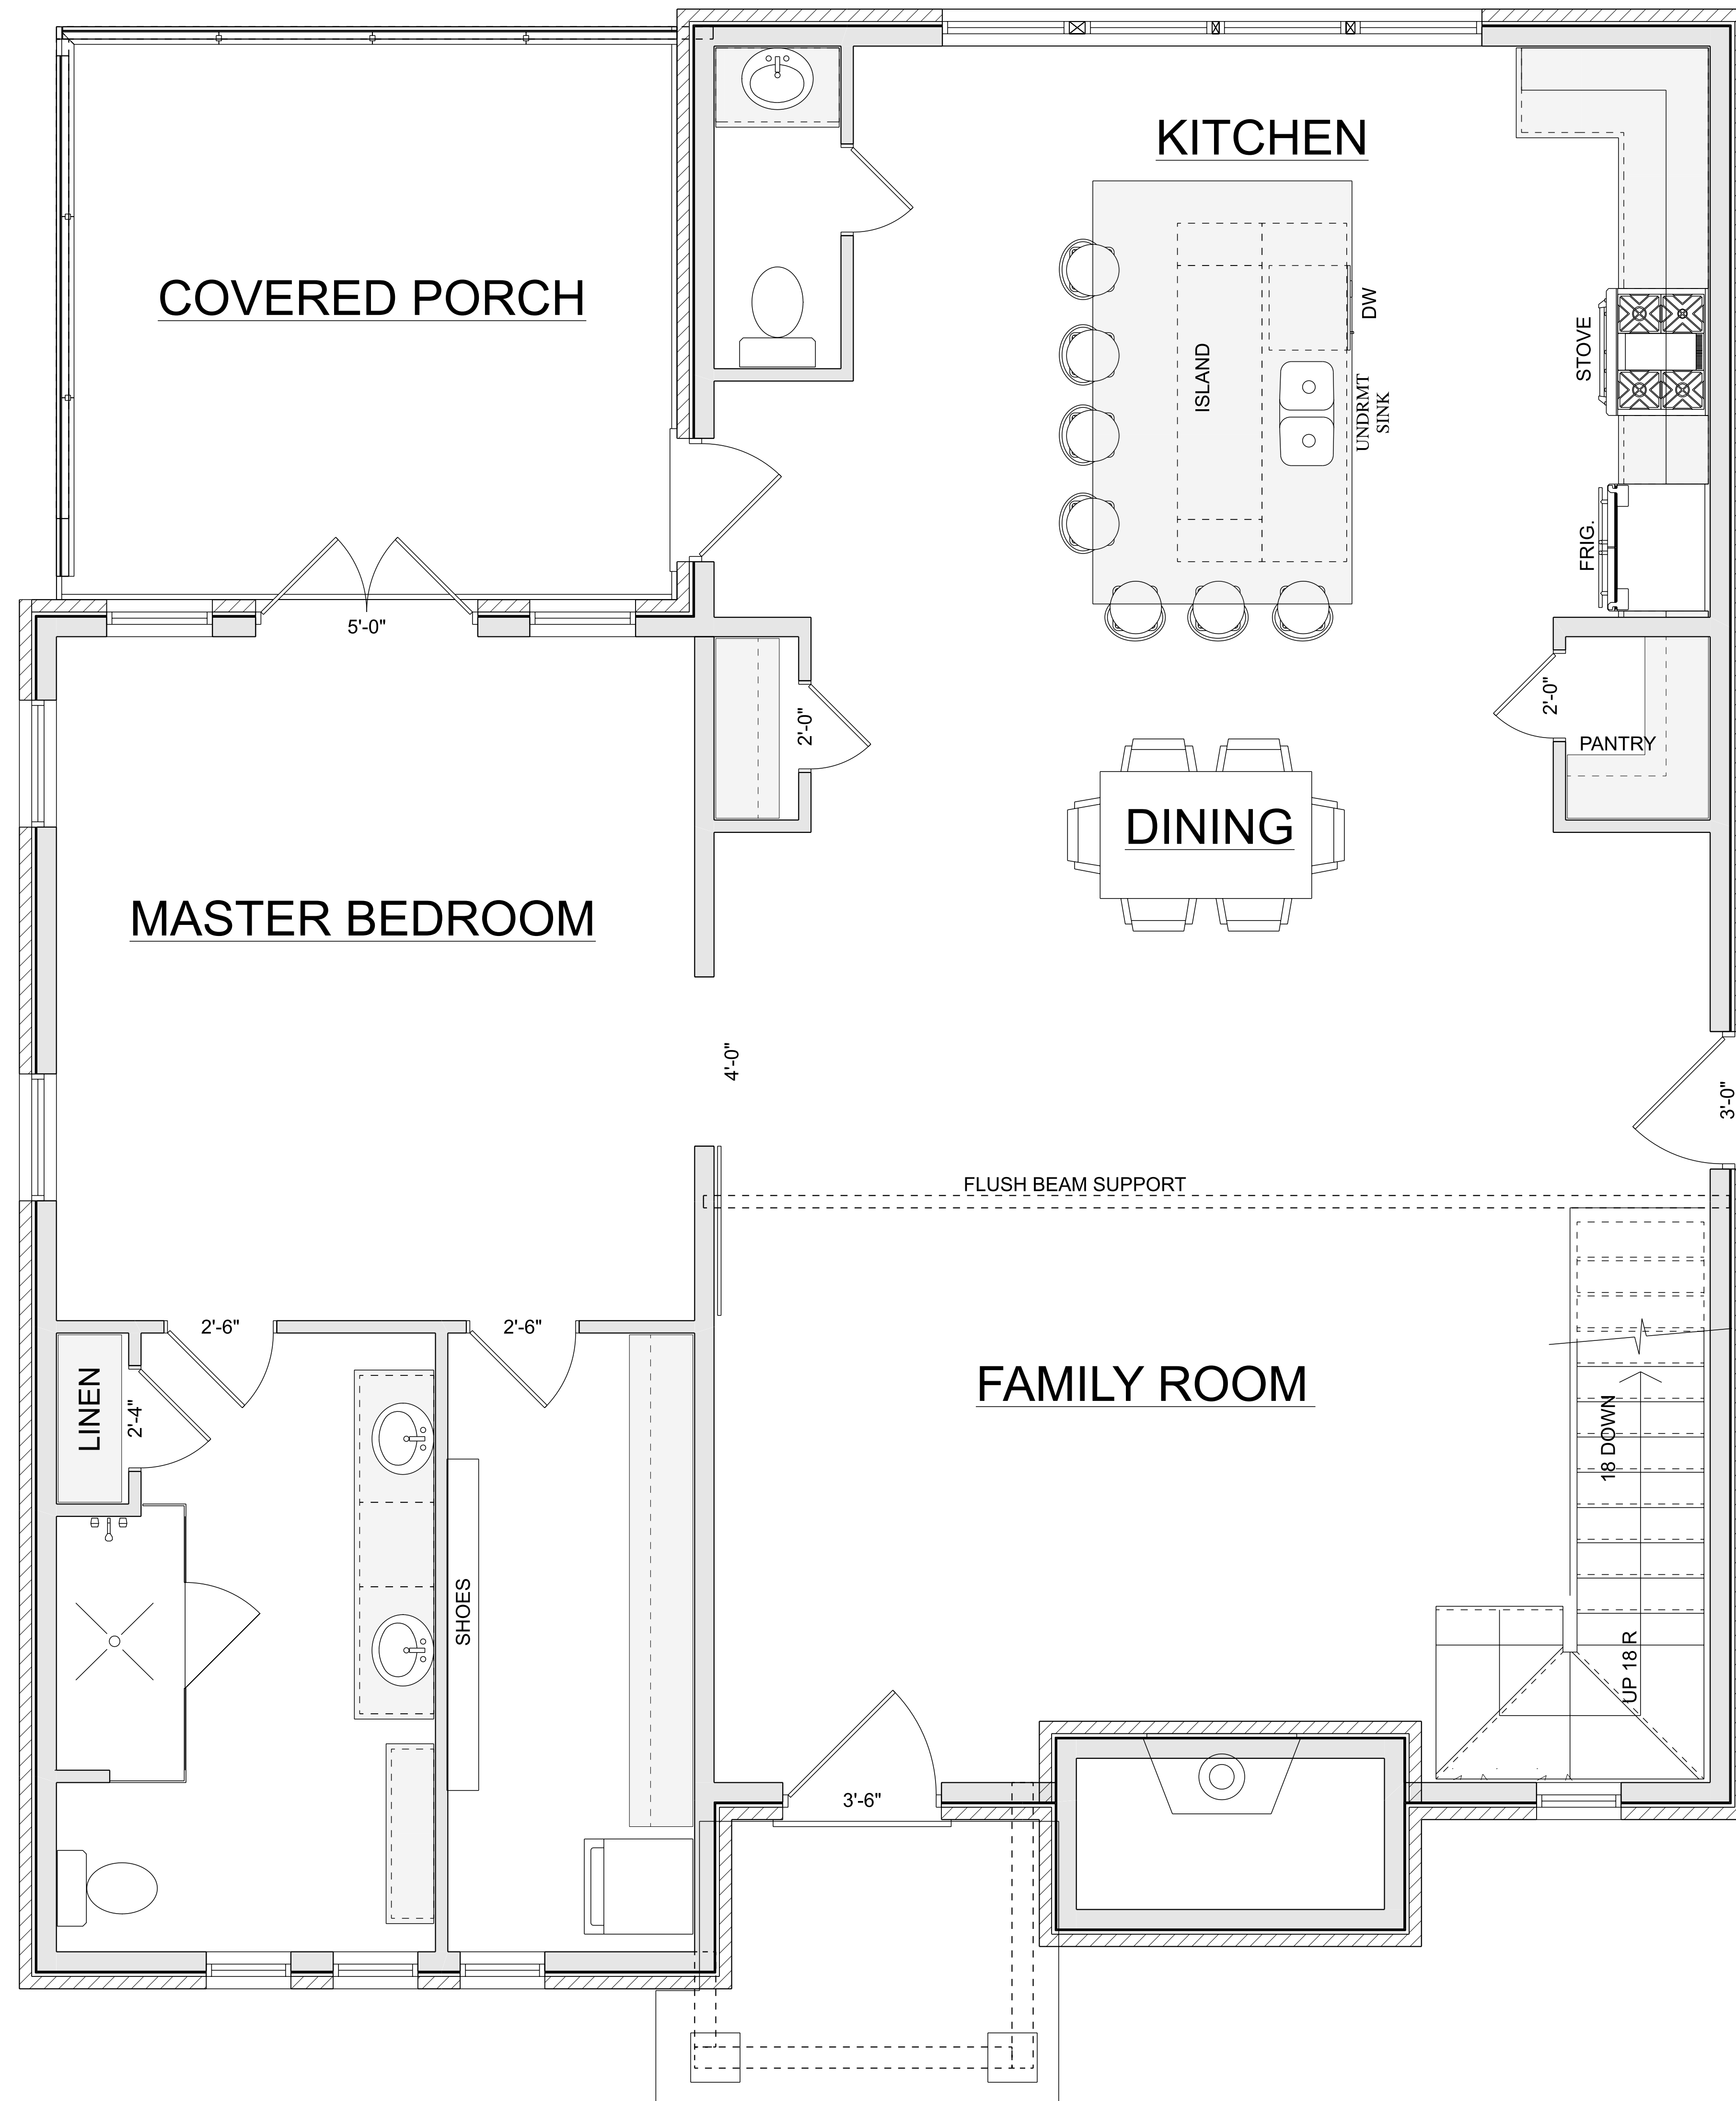 KITCHEN
COVERED PORCH
DW
ISLAND
STOVE
UNDRMT
SINK
FRIG.
5'-0"
2'-0"
2'-0"
PANTRY
DINING
MASTER BEDROOM
4'-0"
3'-0"
FLUSH BEAM SUPPORT
2'-6"
2'-6"
LINEN
2'-4"
FAMILY ROOM
18 DOWN
SHOES
UP 18 R
3'-6"